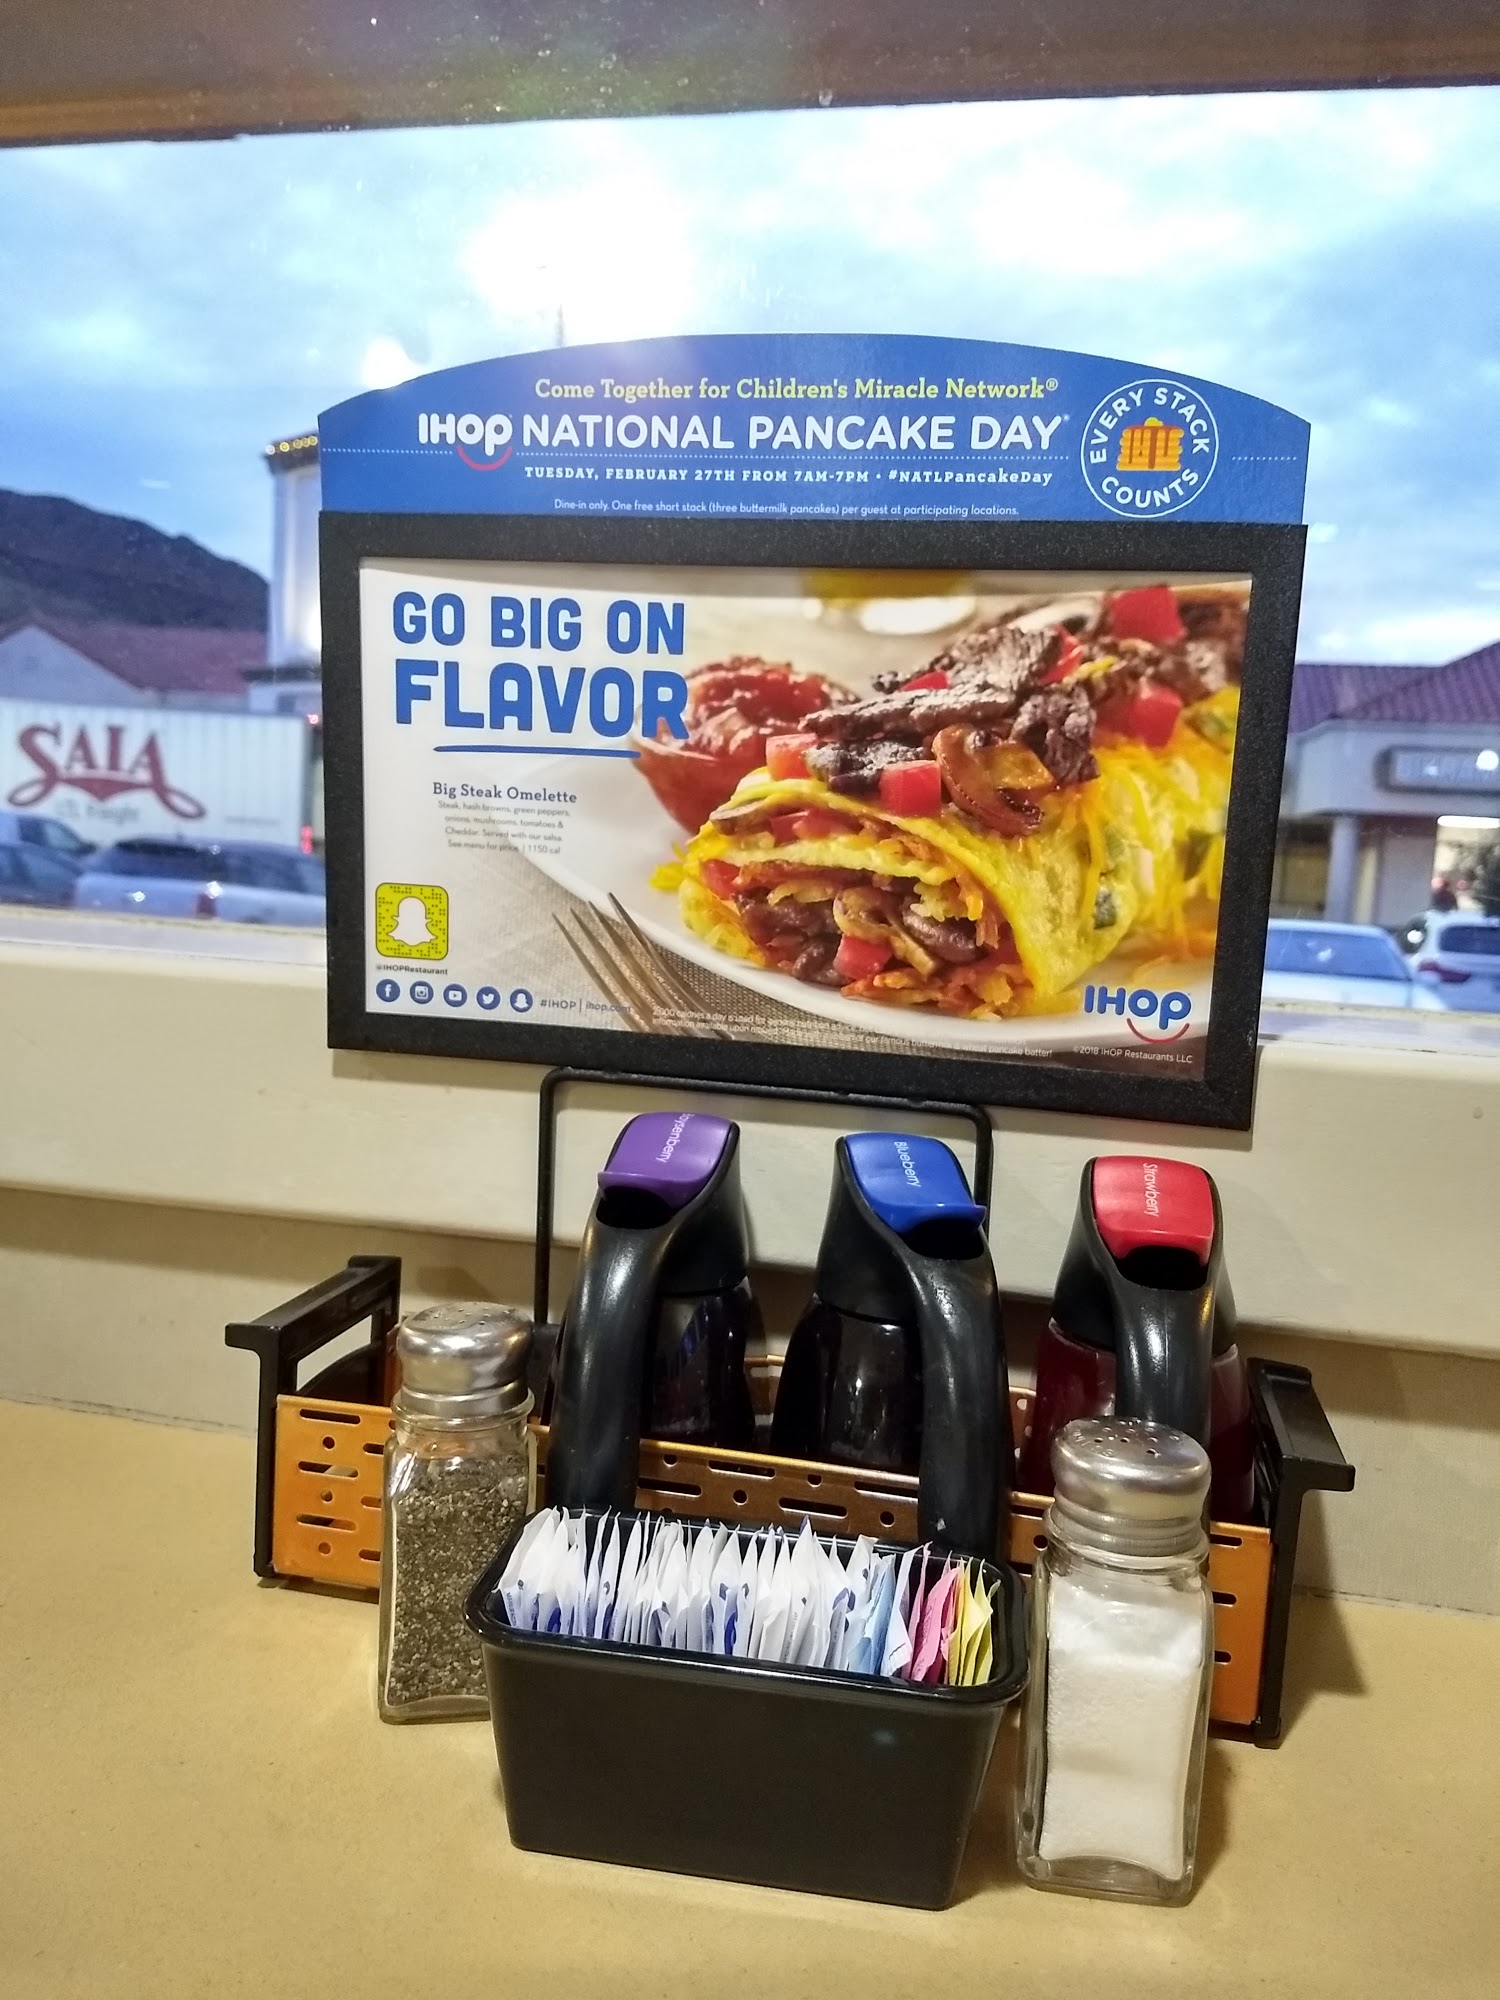 Come Together for Children's Miracle Network®
IHOP NATIONAL PANCAKE DAY
TUESDAY, FEBRUARY 27TH FROM 7AM-7PM • #NATLPancakeDay
Dine-in only. One free short stack (three buttermilk pancakes) per guest at participating locations.
EVERY STACK COUNTS
GO BIG ON
FLAVOR
Big Steak Omelette
Steak, hash browns, green peppers,
onions, mushrooms, tomatoes &
Cheddar. Served with our salsa.
See menu for price. | 1150 cal
@IHOPRestaurant
#IHOP | ihop.com
IHOP
©2018 IHOP Restaurants LLC
SAIA
freight
Boysenberry
Blueberry
Strawberry